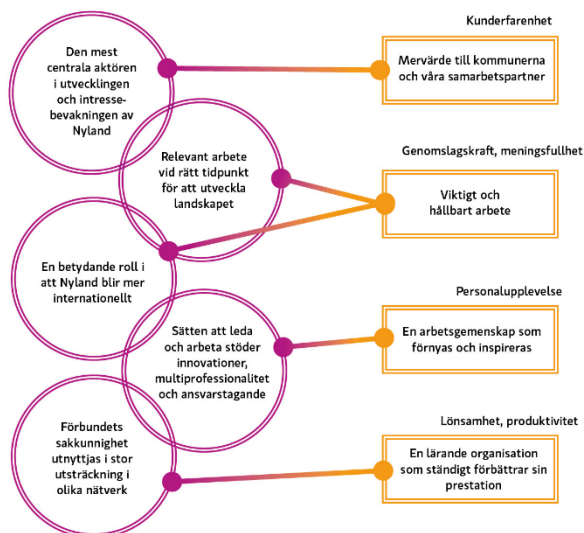 Den mest
centrala aktören
i utvecklingen
och intresse-
bevakningen av
Nyland
Kunderfarenhet
Mervärde till kommunerna
och våra samarbetspartner
Relevant arbete
vid rätt tidpunkt
för att utveckla
landskapet
Genomslagskraft, meningsfullhet
Viktigt och
hållbart arbete
En betydande roll i
att Nyland blir mer
internationellt
Sätten att leda
och arbeta stöder
innovationer,
multiprofessionalitet
och ansvarstagande
Personalupplevelse
En arbetsgemenskap som
förnyas och inspireras
Förbundets
sakkunnighet
utnyttjas i stor
utsträckning i
olika nätverk
Lönsamhet, produktivitet
En lärande organisation
som ständigt förbättrar sin
prestation